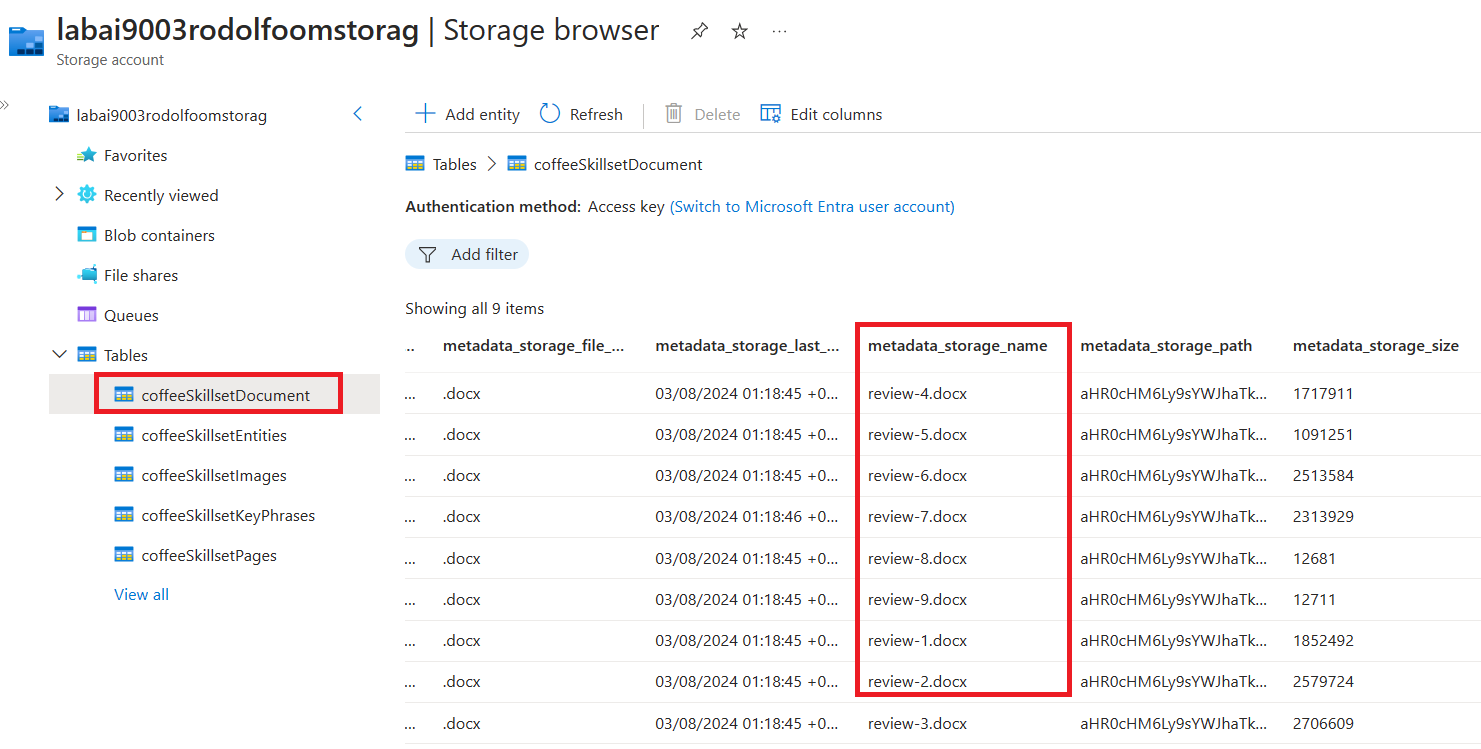 labai9003rodolfoomstorag | Storage browser ...
Storage account
labai9003rodolfoomstorag
Favorites
Recently viewed
Blob containers
File shares
Queues
Tables
coffeeSkillsetDocument
coffeeSkillsetEntities
coffeeSkillsetImages
coffeeSkillsetKeyPhrases
coffeeSkillsetPages
View all
Add entity Refresh Delete Edit columns
Tables > coffeeSkillsetDocument
Authentication method: Access key (Switch to Microsoft Entra user account)
Add filter
Showing all 9 items
.. metadata_storage_file_... metadata_storage_last_... metadata_storage_name metadata_storage_path metadata_storage_size
... .docx 03/08/2024 01:18:45 +0... review-4.docx aHR0cHM6Ly9sYWJhaTk... 1717911
... .docx 03/08/2024 01:18:45 +0... review-5.docx aHR0cHM6Ly9sYWJhaTk... 1091251
... .docx 03/08/2024 01:18:45 +0... review-6.docx aHR0cHM6Ly9sYWJhaTk... 2513584
... .docx 03/08/2024 01:18:46 +0... review-7.docx aHR0cHM6Ly9sYWJhaTk... 2313929
... .docx 03/08/2024 01:18:45 +0... review-8.docx aHR0cHM6Ly9sYWJhaTk... 12681
... .docx 03/08/2024 01:18:45 +0... review-9.docx aHR0cHM6Ly9sYWJhaTk... 12711
... .docx 03/08/2024 01:18:45 +0... review-1.docx aHR0cHM6Ly9sYWJhaTk... 1852492
... .docx 03/08/2024 01:18:45 +0... review-2.docx aHR0cHM6Ly9sYWJhaTk... 2579724
... .docx 03/08/2024 01:18:45 +0... review-3.docx aHR0cHM6Ly9sYWJhaTk... 2706609